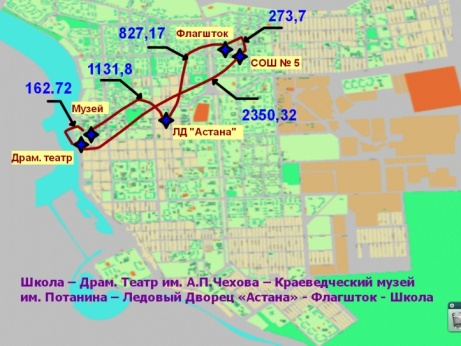 827,17
Флагшток
273,7
СОШ № 5
1131,8
162.72
Музей
2350,32
ЛД "Астана"
Драм. театр
Школа – Драм. Театр им. А.П.Чехова – Краеведческий музей
им. Потанина – Ледовый Дворец «Астана» - Флагшток - Школа